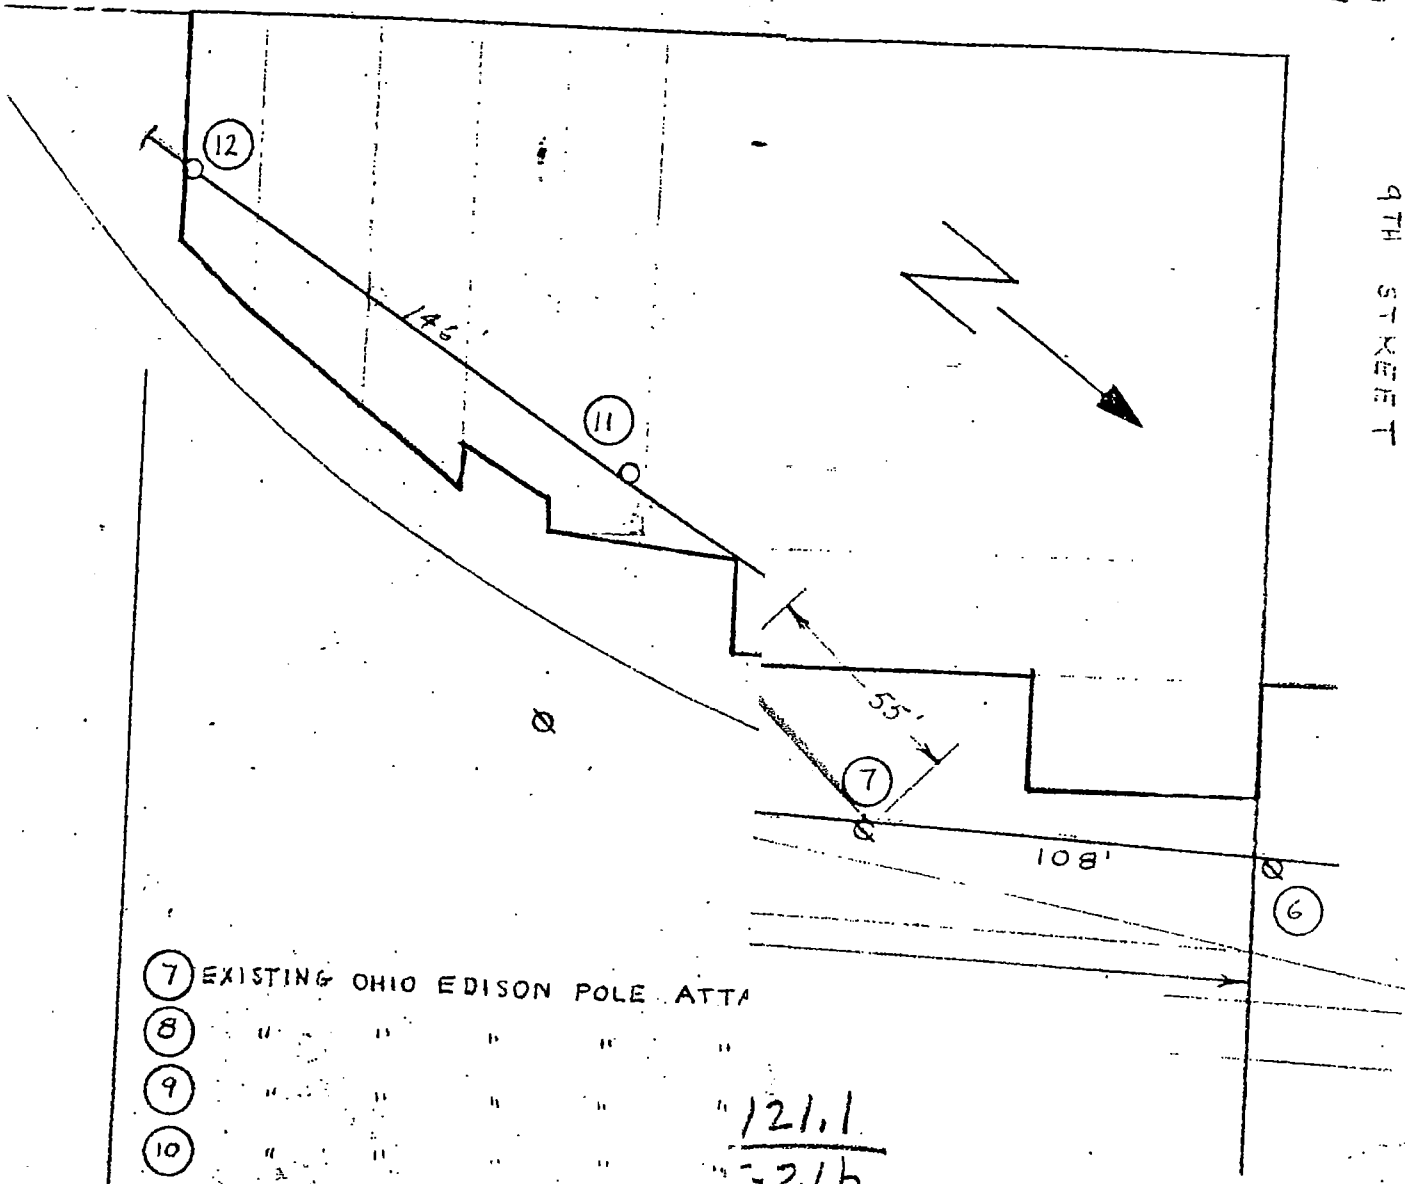 12
9TH STREET
146'
11
55'
7
108'
6
7 EXISTING OHIO EDISON POLE ATTA
8 " " " " "
9 " " " " "
10 " " " " "
121.1